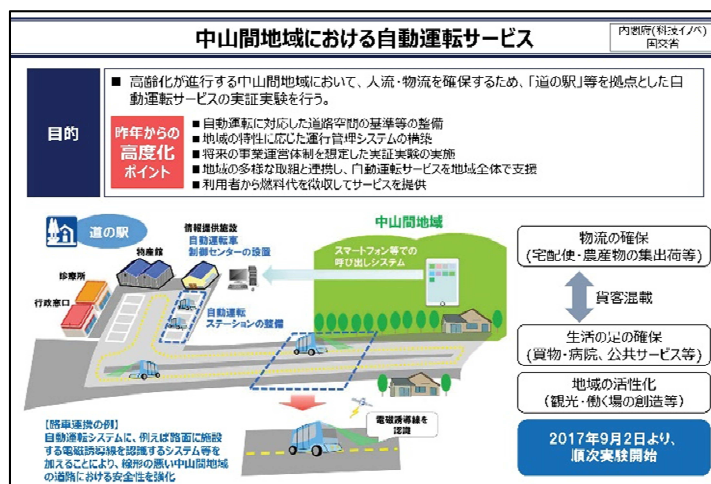 中山間地域における自動運転サービス
内閣府(科技イノベ)
国交省
目的
■ 高齢化が進行する中山間地域において、人流・物流を確保するため、「道の駅」等を拠点とした自
動運転サービスの実証実験を行う。
昨年からの
高度化
ポイント
■自動運転に対応した道路空間の基準等の整備
■地域の特性に応じた運行管理システムの構築
■将来の事業運営体制を想定した実証実験の実施
■地域の多様な取組と連携し、自動運転サービスを地域全体で支援
■利用者から燃料代を徴収してサービスを提供
道の駅
物産館
診療所
行政窓口
情報提供施設
自動運転車
制御センターの設置
自動運転
ステーションの整備
中山間地域
スマートフォン等での
呼び出しシステム
物流の確保
(宅配便・農産物の集出荷等)
貨客混載
生活の足の確保
(買物・病院、公共サービス等)
地域の活性化
(観光・働く場の創造等)
2017年9月2日より、
順次実験開始
【路車連携の例】
自動運転システムに、例えば路面に施設
する電磁誘導線を認識するシステム等を
加えることにより、線形の悪い中山間地域
の道路における安全性を強化
電磁誘導線を
認識